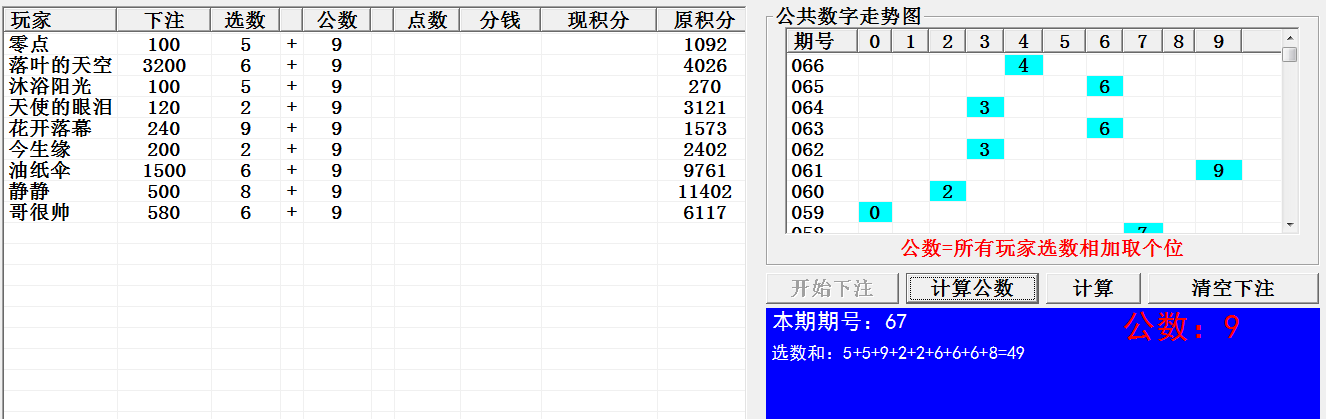 玩家 下注 选数 公数 点数 分钱 现积分 原积分
零点 100 5 + 9 1092
落叶的天空 3200 6 + 9 4026
沐浴阳光 100 5 + 9 270
天使的眼泪 120 2 + 9 3121
花开落幕 240 9 + 9 1573
今生缘 200 2 + 9 2402
油纸伞 1500 6 + 9 9761
静静 500 8 + 9 11402
哥很帅 580 6 + 9 6117
公共数字走势图
期号 0 1 2 3 4 5 6 7 8 9
066 4
065 6
064 3
063 6
062 3
061 9
060 2
059 0
058 7
公数=所有玩家选数相加取个位
开始下注 计算公数 计算 清空下注
本期期号：67 公数：9
选数和：5+5+9+2+2+6+6+6+8=49